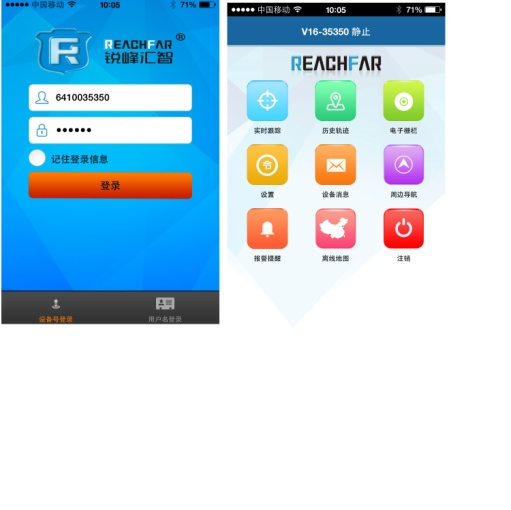 中国移动 10:05 71%
REACHFAR®
锐峰汇智
6410035350
记住登录信息
登录
设备号登录
用户名登录
中国移动 10:05 71%
V16-35350 静止
REACHFAR
实时跟踪
历史轨迹
电子栅栏
设置
设备消息
周边导航
报警提醒
离线地图
注销